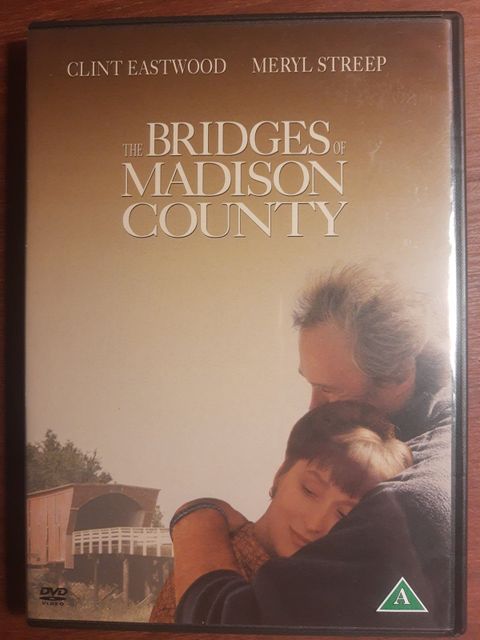 CLINT EASTWOOD MERYL STREEP
THE BRIDGES OF
MADISON
COUNTY
DVD
VIDEO
A